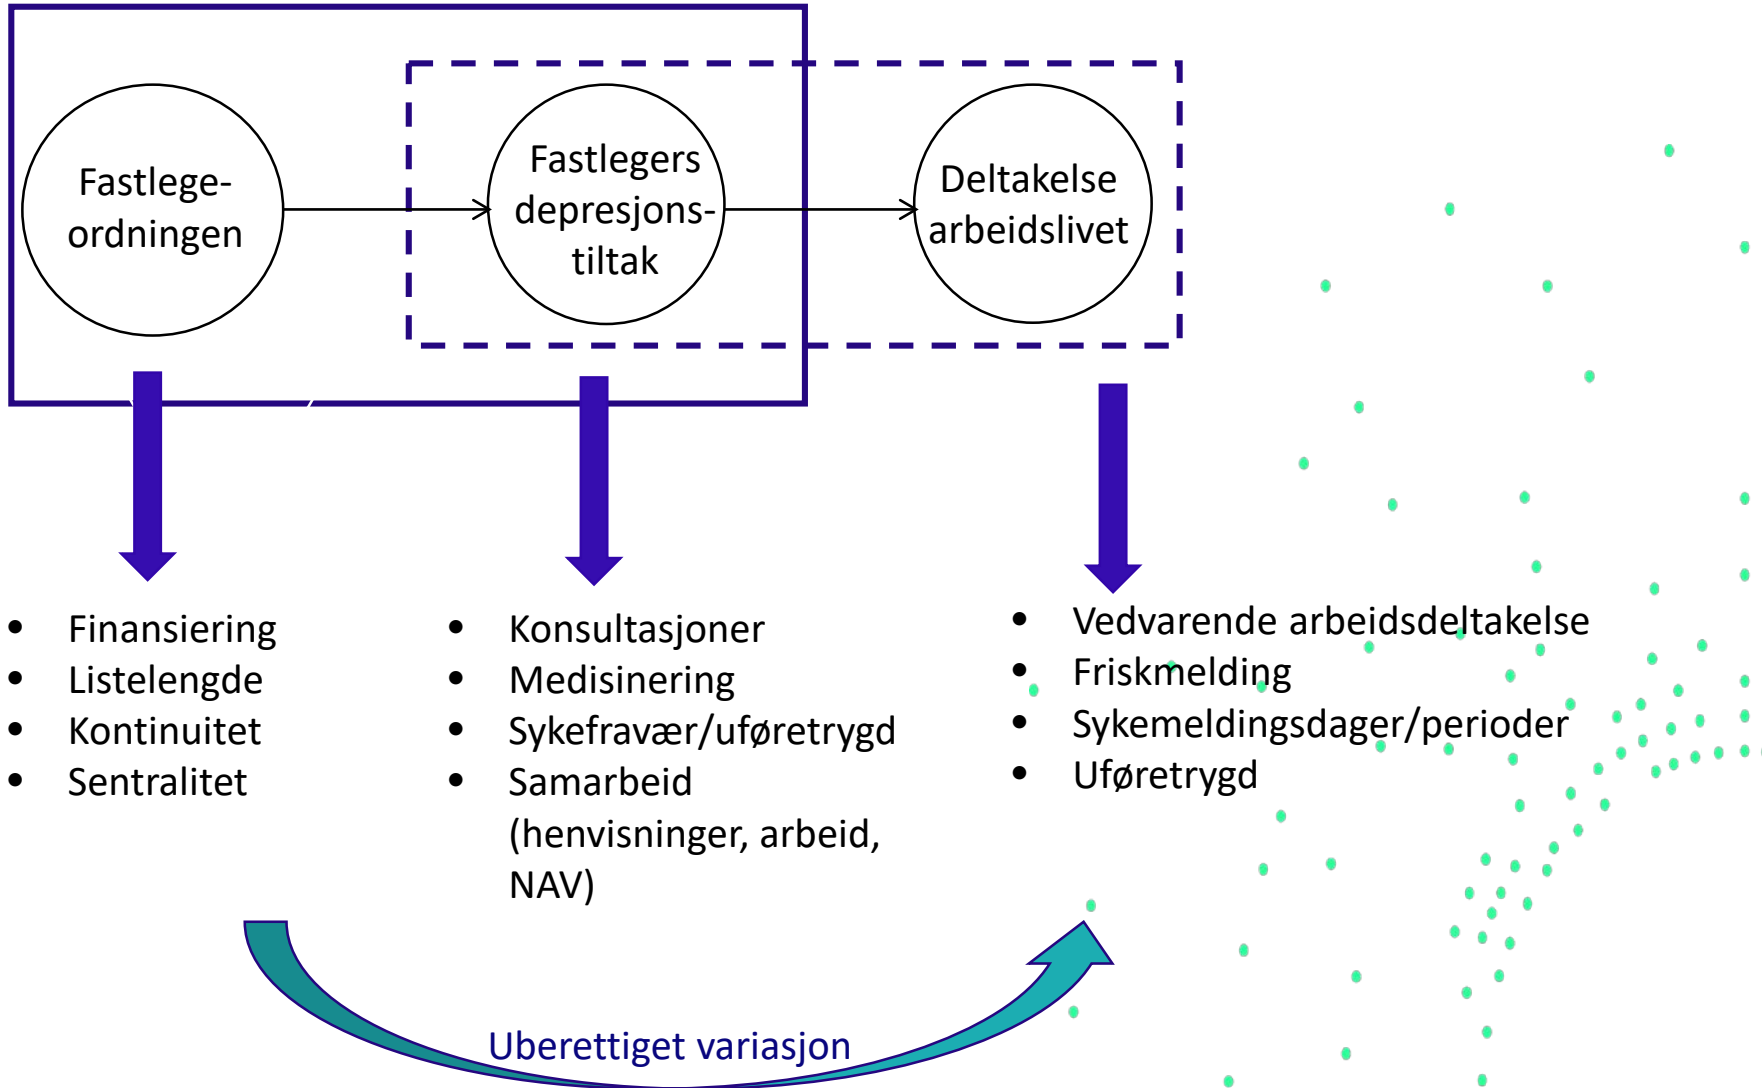 Fastlege-
ordningen
Fastlegers
depresjons-
tiltak
Deltakelse
arbeidslivet
• Finansiering
• Listelengde
• Kontinuitet
• Sentralitet
• Konsultasjoner
• Medisinering
• Sykefravær/uføretrygd
• Samarbeid
(henvisninger, arbeid,
NAV)
• Vedvarende arbeidsdeltakelse
• Friskmelding
• Sykemeldingsdager/perioder
• Uføretrygd
Uberettiget variasjon